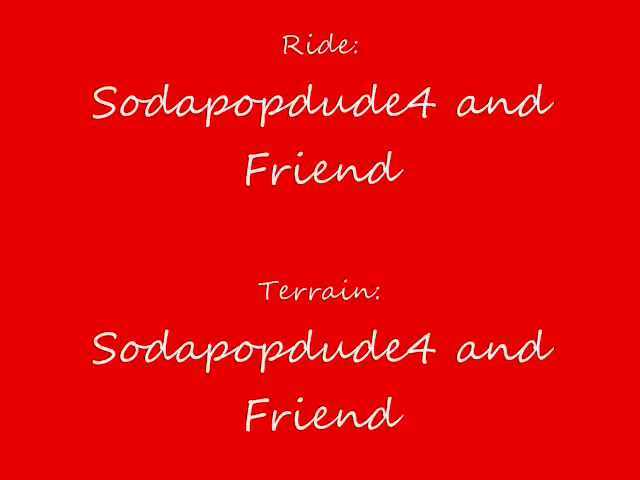 Ride:
Sodapopdude4 and
Friend
Terrain:
Sodapopdude4 and
Friend